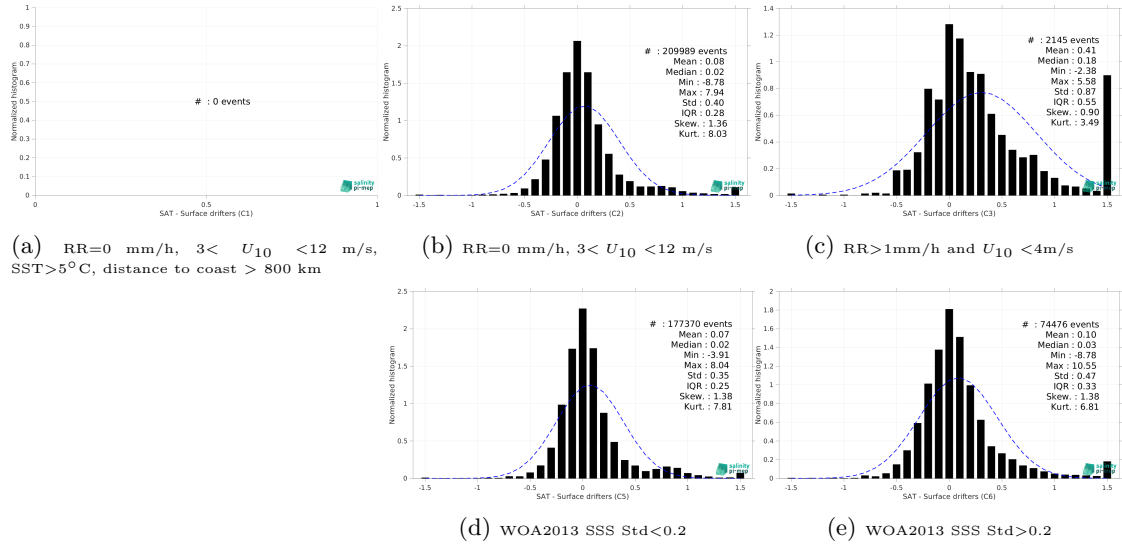 1
0.9
0.8
0.7
0.6
0.5
0.4
0.3
0.2
0.1
0
Normalized histogram
# : 0 events
0 0.5 1
SAT - Surface drifters (C1)
salinity
pi-mep
(a) RR=0 mm/h, 3< U10 <12 m/s,
SST>5°C, distance to coast > 800 km
2.5
2
1.5
1
0.5
0
Normalized histogram
# : 209989 events
Mean : 0.08
Median : 0.02
Min : -8.78
Max : 7.94
Std : 0.40
IQR : 0.28
Skew. : 1.36
Kurt. : 8.03
-1.5 -1 -0.5 0 0.5 1 1.5
SAT - Surface drifters (C2)
salinity
pi-mep
(b) RR=0 mm/h, 3< U10 <12 m/s
1.4
1.2
1
0.8
0.6
0.4
0.2
0
Normalized histogram
# : 2145 events
Mean : 0.41
Median : 0.18
Min : -2.38
Max : 5.58
Std : 0.87
IQR : 0.55
Skew. : 0.90
Kurt. : 3.49
-1.5 -1 -0.5 0 0.5 1 1.5
SAT - Surface drifters (C3)
salinity
pi-mep
(c) RR>1mm/h and U10 <4m/s
2.5
2
1.5
1
0.5
0
Normalized histogram
# : 177370 events
Mean : 0.07
Median : 0.02
Min : -3.91
Max : 8.04
Std : 0.35
IQR : 0.25
Skew. : 1.38
Kurt. : 7.81
-1.5 -1 -0.5 0 0.5 1 1.5
SAT - Surface drifters (C5)
salinity
pi-mep
(d) WOA2013 SSS Std<0.2
2
1.8
1.6
1.4
1.2
1
0.8
0.6
0.4
0.2
0
Normalized histogram
# : 74476 events
Mean : 0.10
Median : 0.03
Min : -8.78
Max : 10.55
Std : 0.47
IQR : 0.33
Skew. : 1.38
Kurt. : 6.81
-1.5 -1 -0.5 0 0.5 1 1.5
SAT - Surface drifters (C6)
salinity
pi-mep
(e) WOA2013 SSS Std>0.2